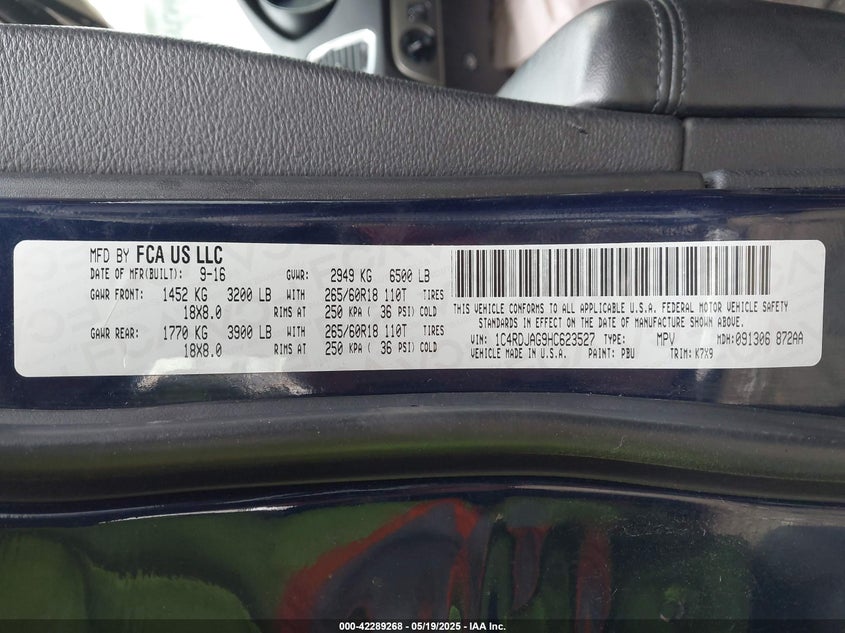 MFD BY FCA US LLC
DATE OF MFR(BUILT): 9-16 GVWR: 2949 KG 6500 LB
GAWR FRONT: 1452 KG 3200 LB WITH 265/60R18 110T TIRES
18X8.0 RIMS AT 250 KPA ( 36 PSI) COLD
GAWR REAR: 1770 KG 3900 LB WITH 265/60R18 110T TIRES
18X8.0 RIMS AT 250 KPA ( 36 PSI) COLD
THIS VEHICLE CONFORMS TO ALL APPLICABLE U.S.A. FEDERAL MOTOR VEHICLE SAFETY
STANDARDS IN EFFECT ON THE DATE OF MANUFACTURE SHOWN ABOVE.
VIN: 1C4RDJAG9HC623527 TYPE: MPV MDH:091306 872AA
VEHICLE MADE IN U.S.A. PAINT: PBU TRIM: K7X9
000-42289268 - 05/19/2025 - IAA Inc.